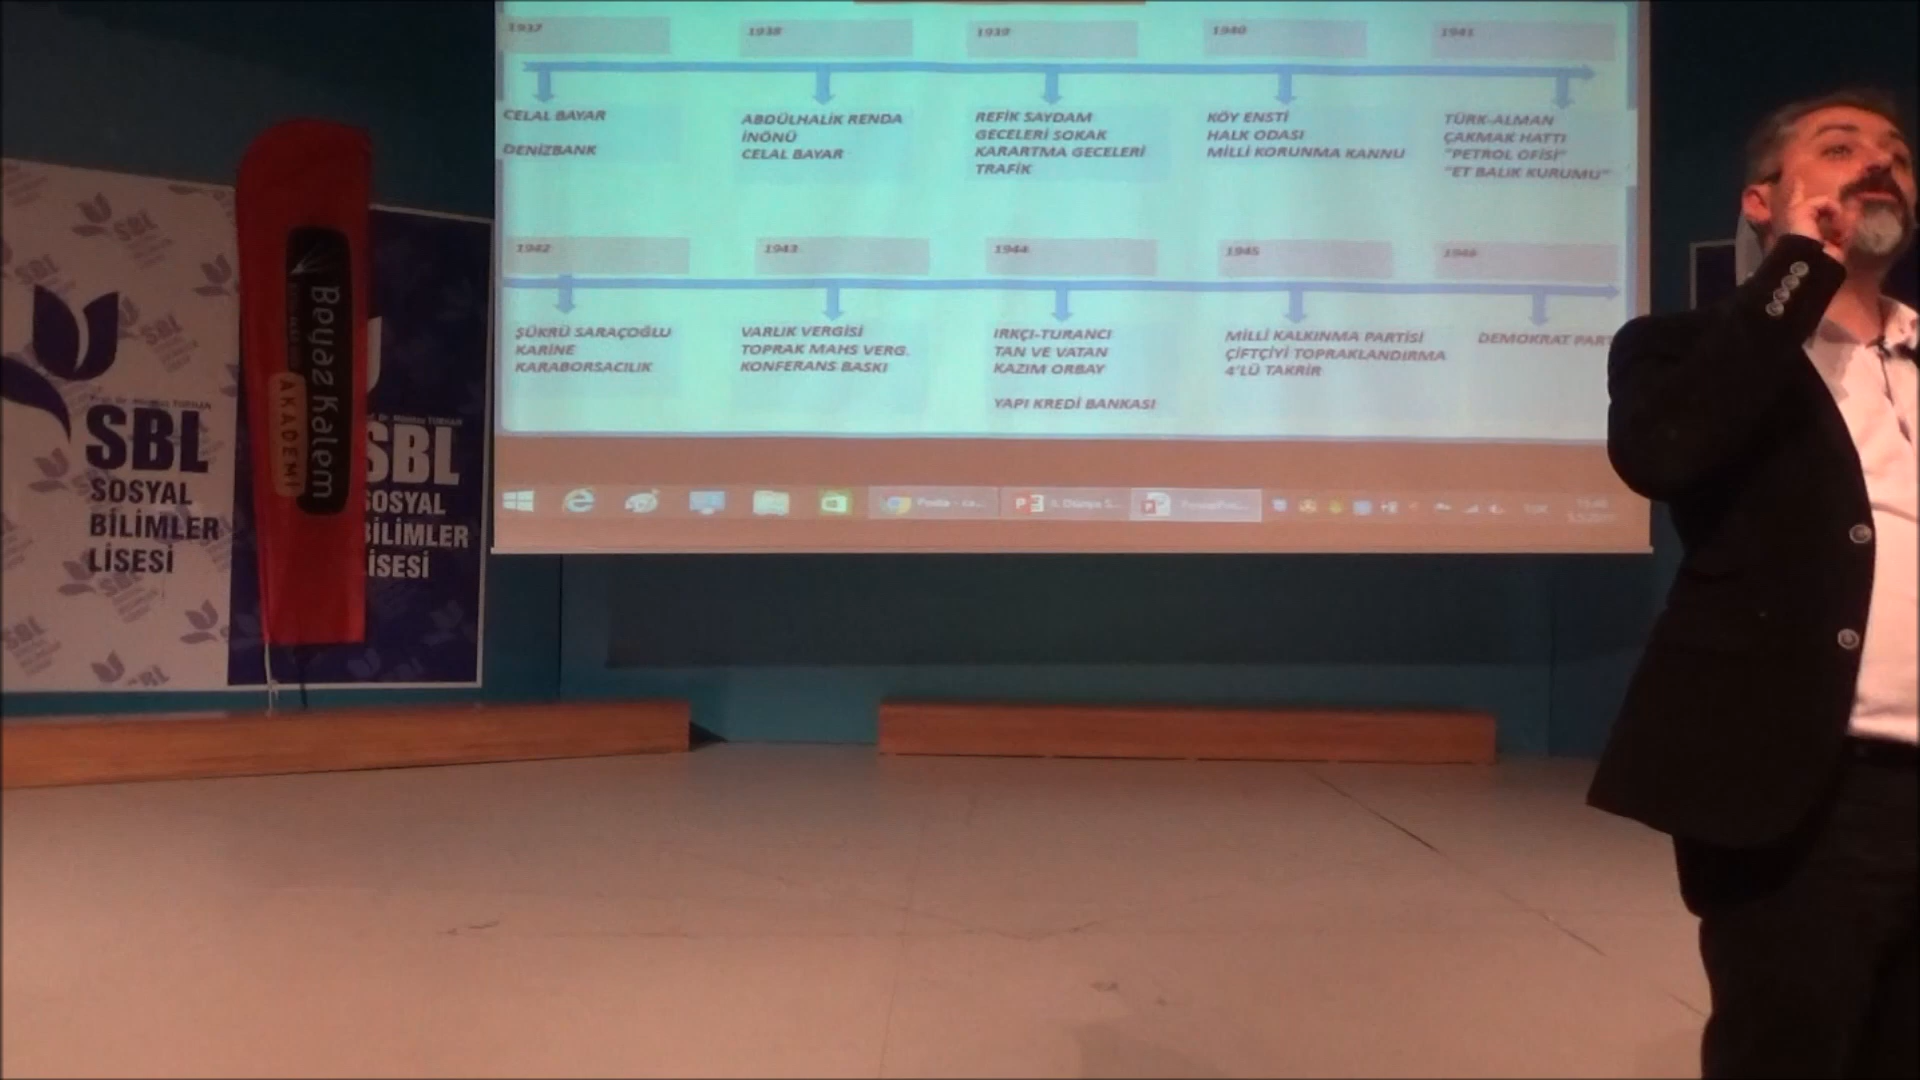 1937
1938
1939
1940
1941
CELAL BAYAR
DENİZBANK
ABDÜLHALİK RENDA
İNÖNÜ
CELAL BAYAR
REFİK SAYDAM
GECELERİ SOKAK
KARARTMA GECELERİ
TRAFİK
KÖY ENSTİ
HALK ODASI
MİLLİ KORUNMA KANNU
TÜRK-ALMAN
ÇAKMAK HATTI
"PETROL OFİSİ"
"ET BALIK KURUMU"
1942
1943
1944
1945
1946
ŞÜKRÜ SARAÇOĞLU
KARİNE
KARABORSACILIK
VARLIK VERGİSİ
TOPRAK MAHS VERG.
KONFERANS BASKI
IRKÇI-TURANCI
TAN VE VATAN
KAZIM ORBAY
YAPI KREDİ BANKASI
MİLLİ KALKINMA PARTİSİ
ÇİFTÇİYİ TOPRAKLANDIRMA
4'LÜ TAKRİR
DEMOKRAT PART
Beyaz Kalem
AKADEMİ
SBL
SOSYAL
BİLİMLER
LİSESİ
SBL
SOSYAL
BİLİMLER
LİSESİ
SBL
SBL
SBL